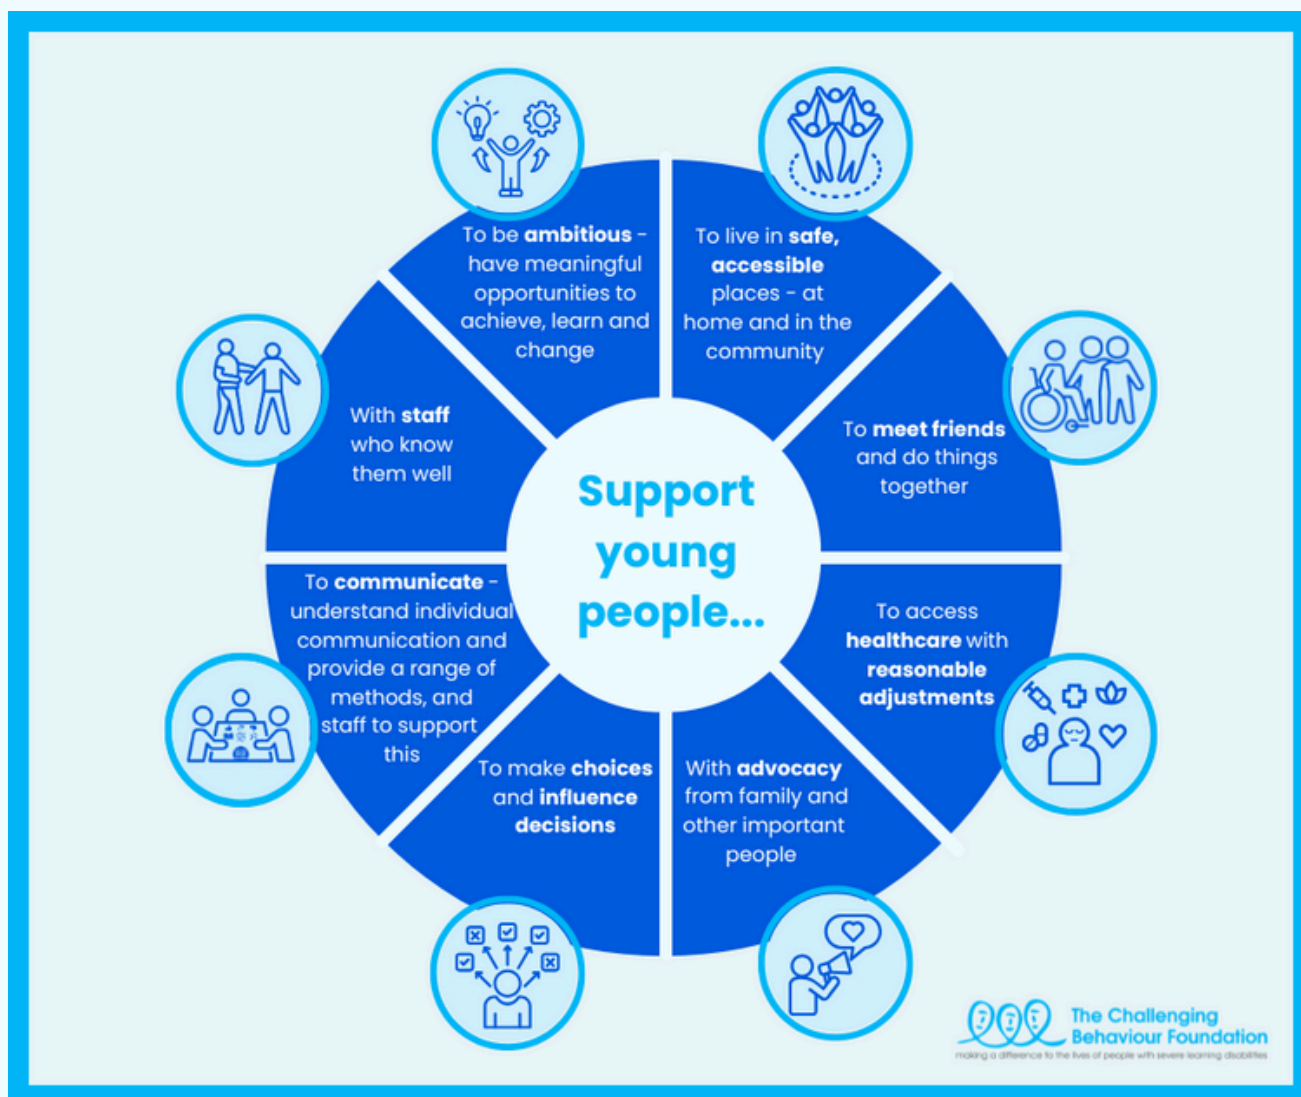 Support
young
people...
To live in safe,
accessible
places - at
home and in the
community
To meet friends
and do things
together
To access
healthcare with
reasonable
adjustments
With advocacy
from family and
other important
people
To make choices
and influence
decisions
To communicate -
understand individual
communication and
provide a range of
methods, and
staff to support
this
With staff
who know
them well
To be ambitious -
have meaningful
opportunities to
achieve, learn and
change
The Challenging
Behaviour Foundation
making a difference to the lives of people with severe learning disabilities